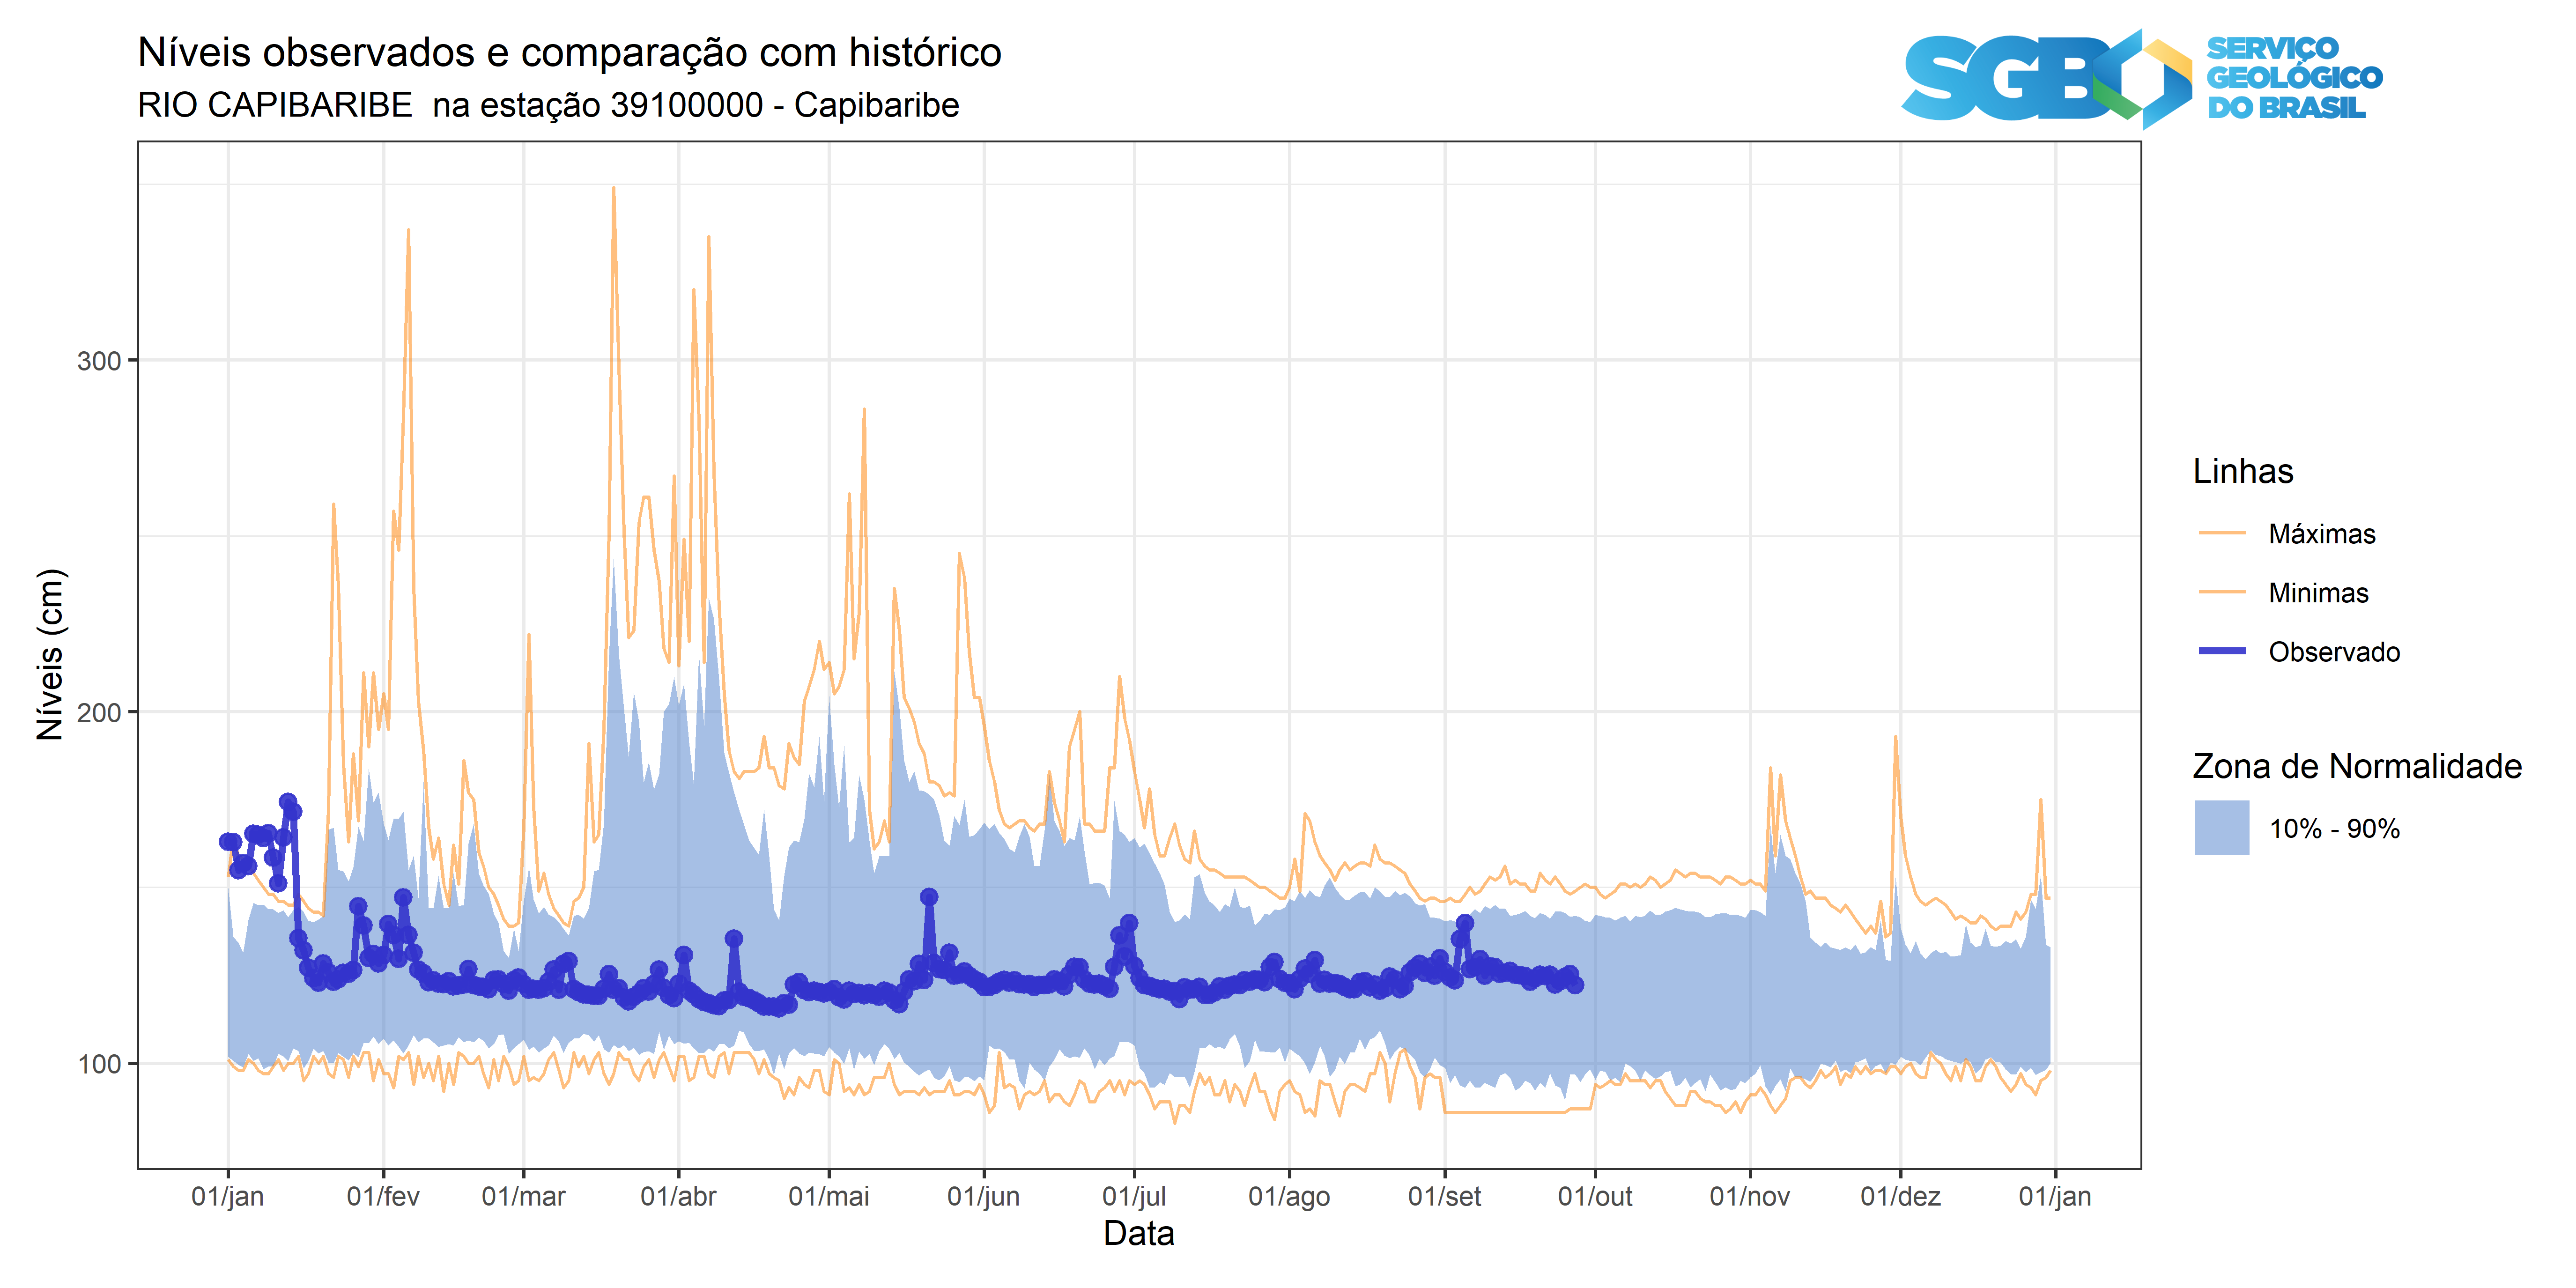 Níveis observados e comparação com histórico
RIO CAPIBARIBE  na estação 39100000 - Capibaribe
SGB
SERVIÇO
GEOLÓGICO
DO BRASIL
Níveis (cm)
300
200
100
01/jan
01/fev
01/mar
01/abr
01/mai
01/jun
01/jul
01/ago
01/set
01/out
01/nov
01/dez
01/jan
Data
Linhas
Máximas
Minimas
Observado
Zona de Normalidade
10% - 90%